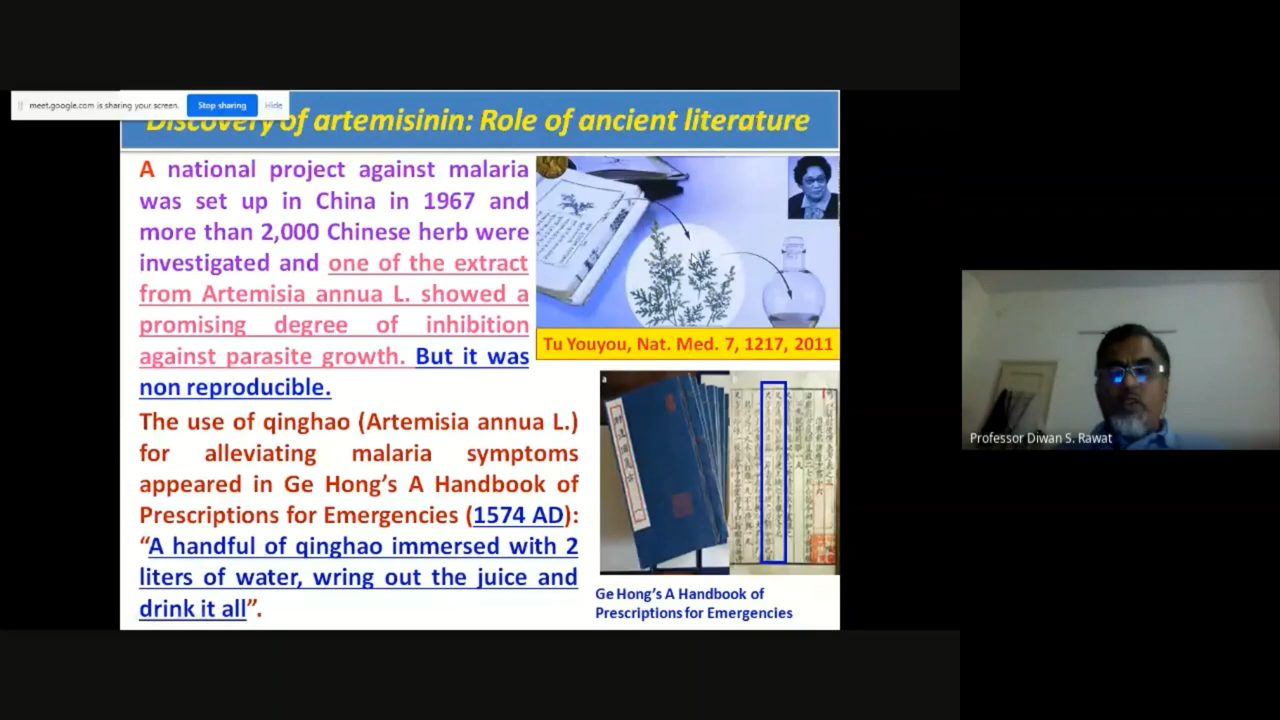 meet.google.com is sharing your screen.
Stop sharing
Hide
Discovery of artemisinin: Role of ancient literature
A national project against malaria
was set up in China in 1967 and
more than 2,000 Chinese herb were
investigated and one of the extract
from Artemisia annua L. showed a
promising degree of inhibition
against parasite growth. But it was
non reproducible.
Tu Youyou, Nat. Med. 7, 1217, 2011
The use of qinghao (Artemisia annua L.)
for alleviating malaria symptoms
appeared in Ge Hong’s A Handbook of
Prescriptions for Emergencies (1574 AD):
“A handful of qinghao immersed with 2
liters of water, wring out the juice and
drink it all”.
a
Ge Hong’s A Handbook of
Prescriptions for Emergencies
Professor Diwan S. Rawat